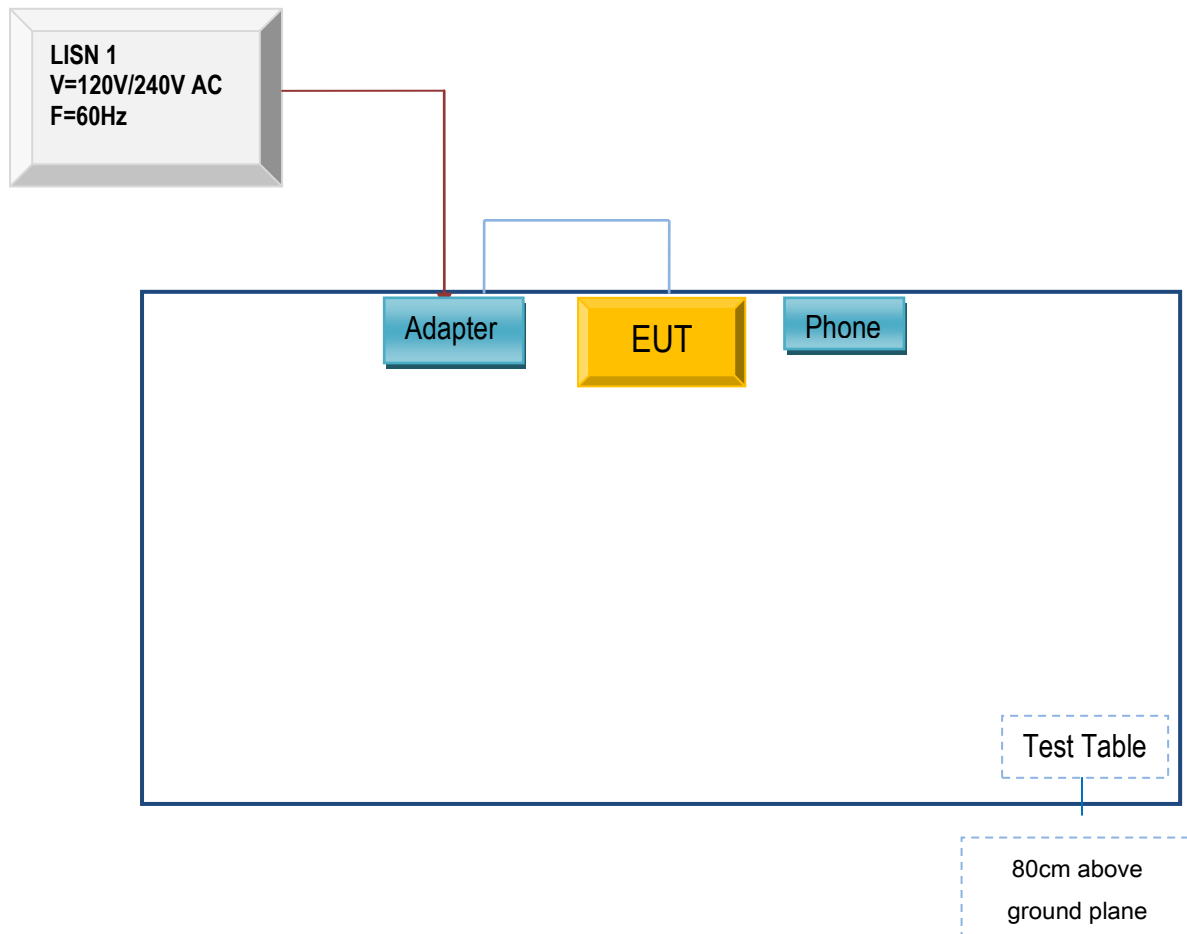 LISN 1
V=120V/240V AC
F=60Hz
Adapter
EUT
Phone
Test Table
80cm above
ground plane